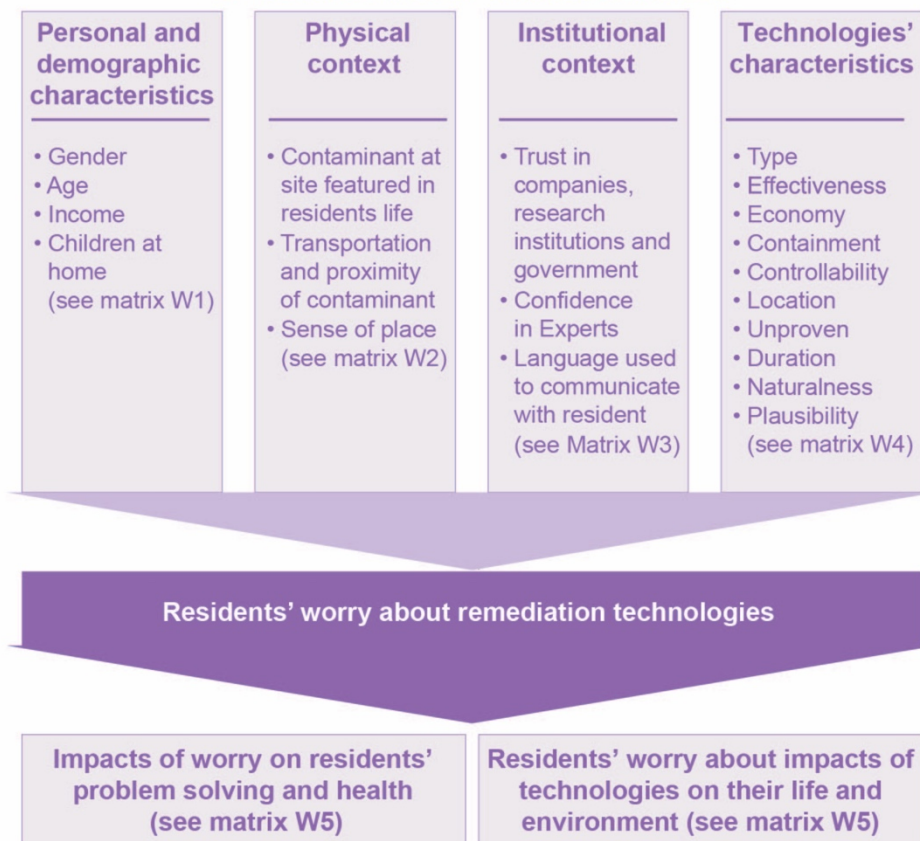 Personal and
demographic
characteristics
• Gender
• Age
• Income
• Children at
home
(see matrix W1)
Physical
context
• Contaminant at
site featured in
residents life
• Transportation
and proximity
of contaminant
• Sense of place
(see matrix W2)
Institutional
context
• Trust in
companies,
research
institutions and
government
• Confidence
in Experts
• Language used
to communicate
with resident
(see Matrix W3)
Technologies’
characteristics
• Type
• Effectiveness
• Economy
• Containment
• Controllability
• Location
• Unproven
• Duration
• Naturalness
• Plausibility
(see matrix W4)
Residents’ worry about remediation technologies
Impacts of worry on residents’
problem solving and health
(see matrix W5)
Residents’ worry about impacts of
technologies on their life and
environment (see matrix W5)